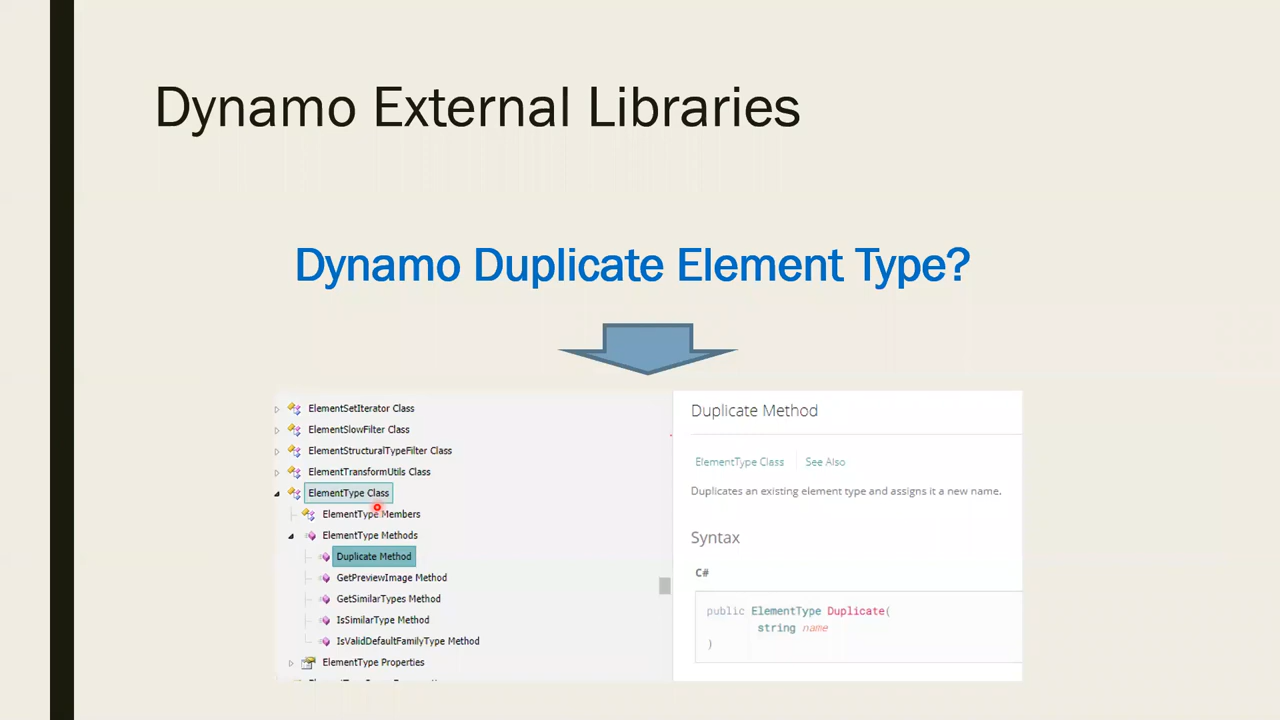 Dynamo External Libraries
Dynamo Duplicate Element Type?
ElementSetIterator Class
ElementSlowFilter Class
ElementStructuralTypeFilter Class
ElementTransformUtils Class
ElementType Class
ElementType Members
ElementType Methods
Duplicate Method
GetPreviewImage Method
GetSimilarTypes Method
IsSimilarType Method
IsValidDefaultFamilyType Method
ElementType Properties
Duplicate Method
ElementType Class
See Also
Duplicates an existing element type and assigns it a new name.
Syntax
C#
public ElementType Duplicate(
string name
)